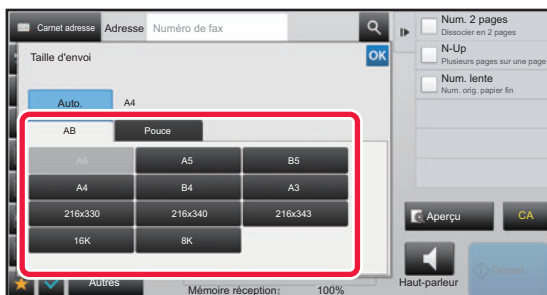 Carnet adresse Adresse Numéro de fax
Taille d'envoi OK
Auto. A4
AB Pouce
A6 A5 B5
A4 B4 A3
216x330 216x340 216x343
16K 8K
Autres
Mémoire réception: 100%
Num. 2 pages
Dissocier en 2 pages
N-Up
Plusieurs pages sur une page
Num. lente
Num. orig. papier fin
Aperçu CA
Haut-parleur
Départ